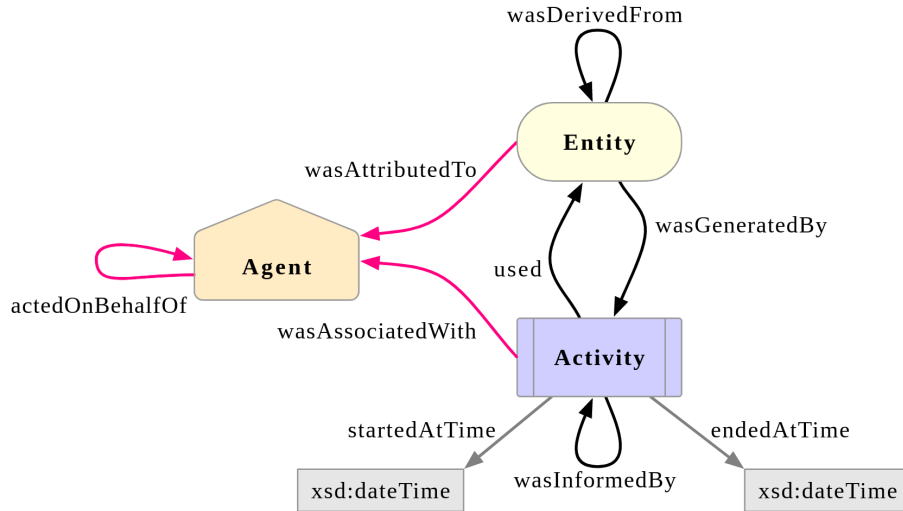 wasDerivedFrom
Entity
wasAttributedTo
wasGeneratedBy
Agent
used
actedOnBehalfOf
wasAssociatedWith
Activity
startedAtTime
endedAtTime
wasInformedBy
xsd:dateTime
xsd:dateTime